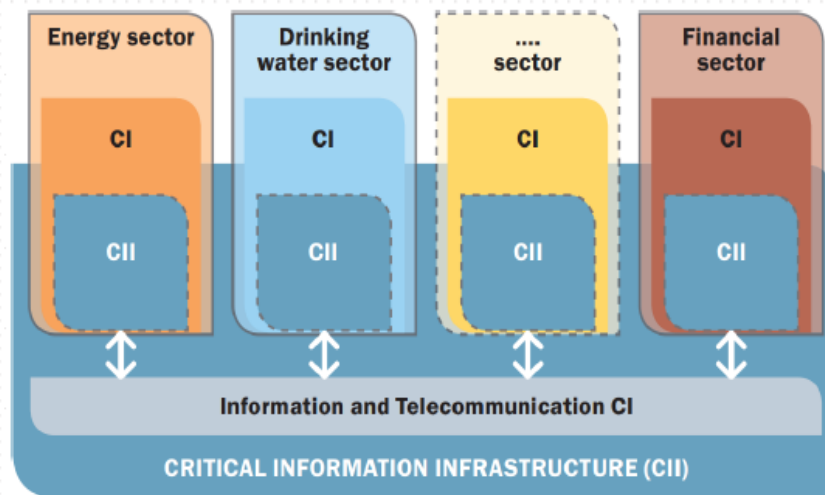 Energy sector
Drinking
water sector
....
sector
Financial
sector
CI
CI
CI
CI
CII
CII
CII
CII
Information and Telecommunication CI
CRITICAL INFORMATION INFRASTRUCTURE (CII)